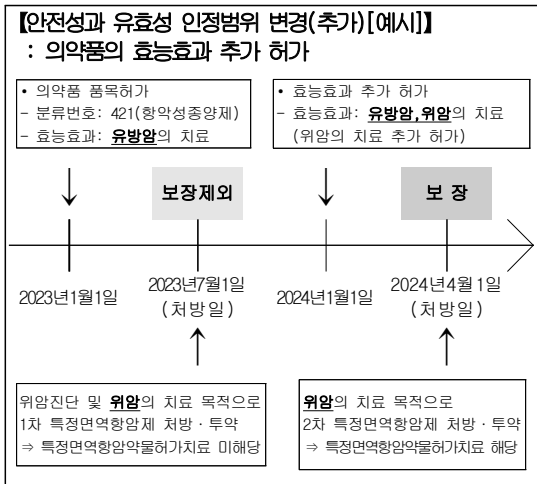 【안전성과 유효성 인정범위 변경(추가)[예시]】
: 의약품의 효능효과 추가 허가
• 의약품 품목허가
- 분류번호: 421(항악성종양제)
- 효능효과: 유방암의 치료
• 효능효과 추가 허가
- 효능효과: 유방암,위암의 치료
(위암의 치료 추가 허가)
보장제외
보 장
2023년1월1일
2023년7월1일
(처방일)
2024년1월1일
2024년4월1일
(처방일)
위암진단 및 위암의 치료 목적으로
1차 특정면역항암제 처방 · 투약
⇒ 특정면역항암약물허가치료 미해당
위암의 치료 목적으로
2차 특정면역항암제 처방 · 투약
⇒ 특정면역항암약물허가치료 해당